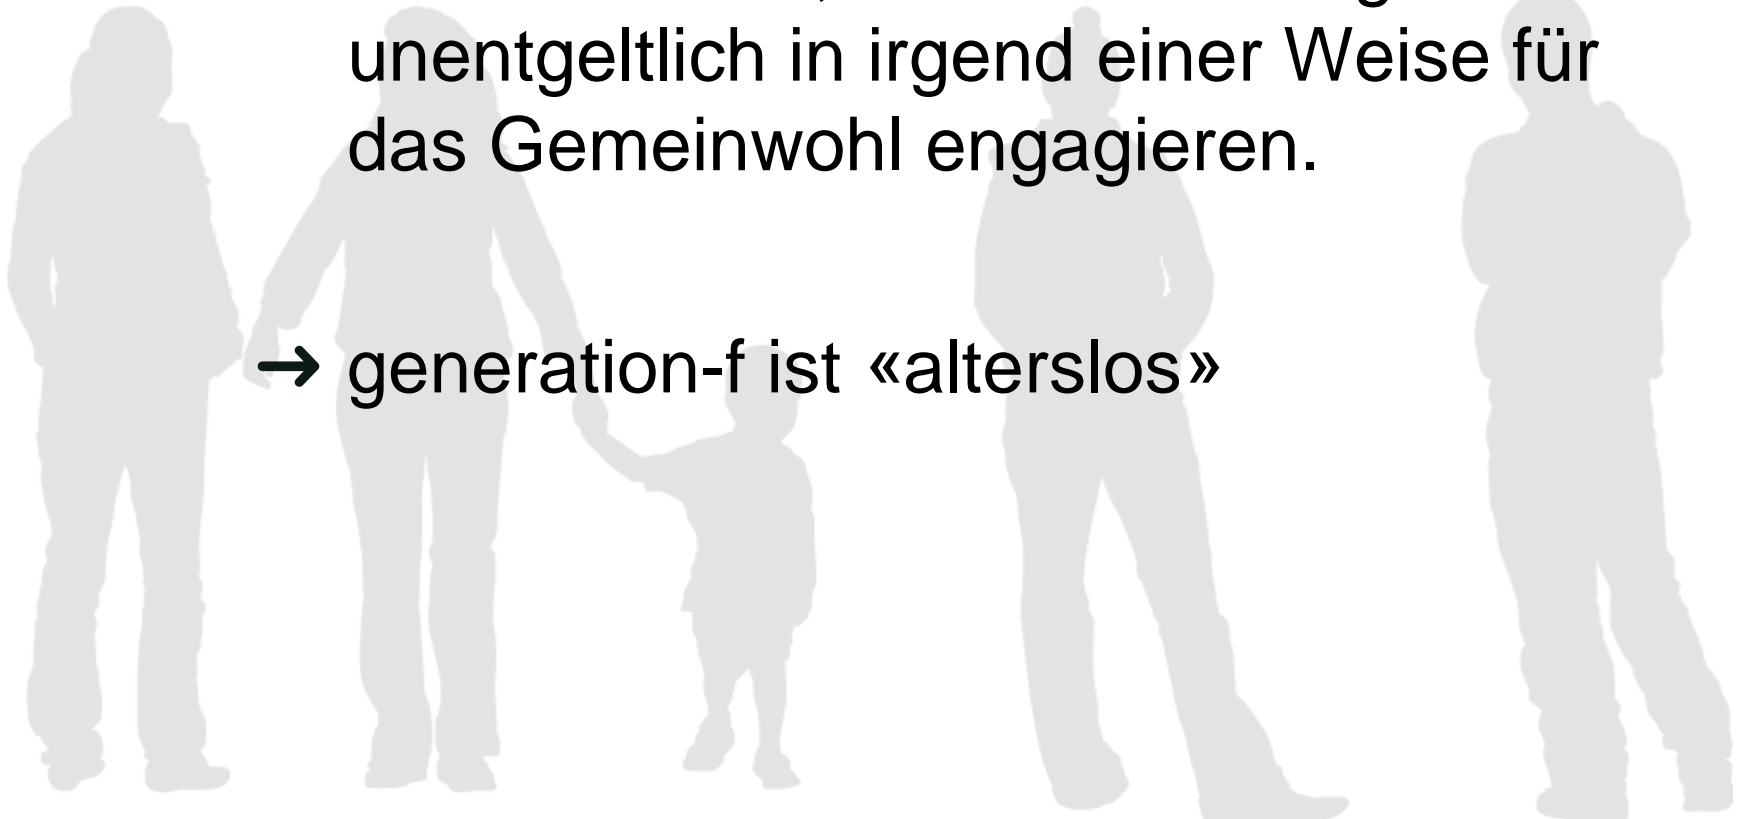 unentgeltlich in irgend einer Weise für
das Gemeinwohl engagieren.
→ generation-f ist «alterslos»